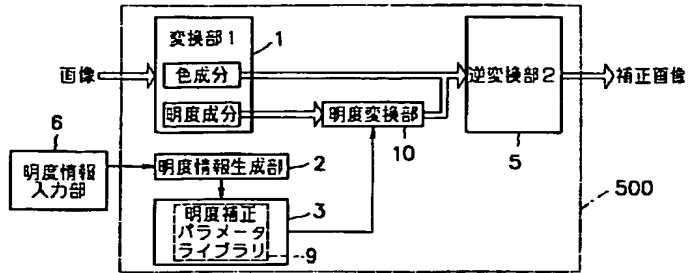 変換部1
1
色成分
明度成分
画像
逆変換部2
5
補正画像
明度変換部
10
6
明度情報
入力部
明度情報生成部
2
明度補正
パラメータ
ライブラリ
3
9
500